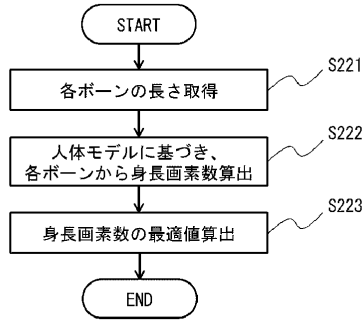 START
各ボーンの長さ取得
S221
人体モデルに基づき、
各ボーンから身長画素数算出
S222
身長画素数の最適値算出
S223
END